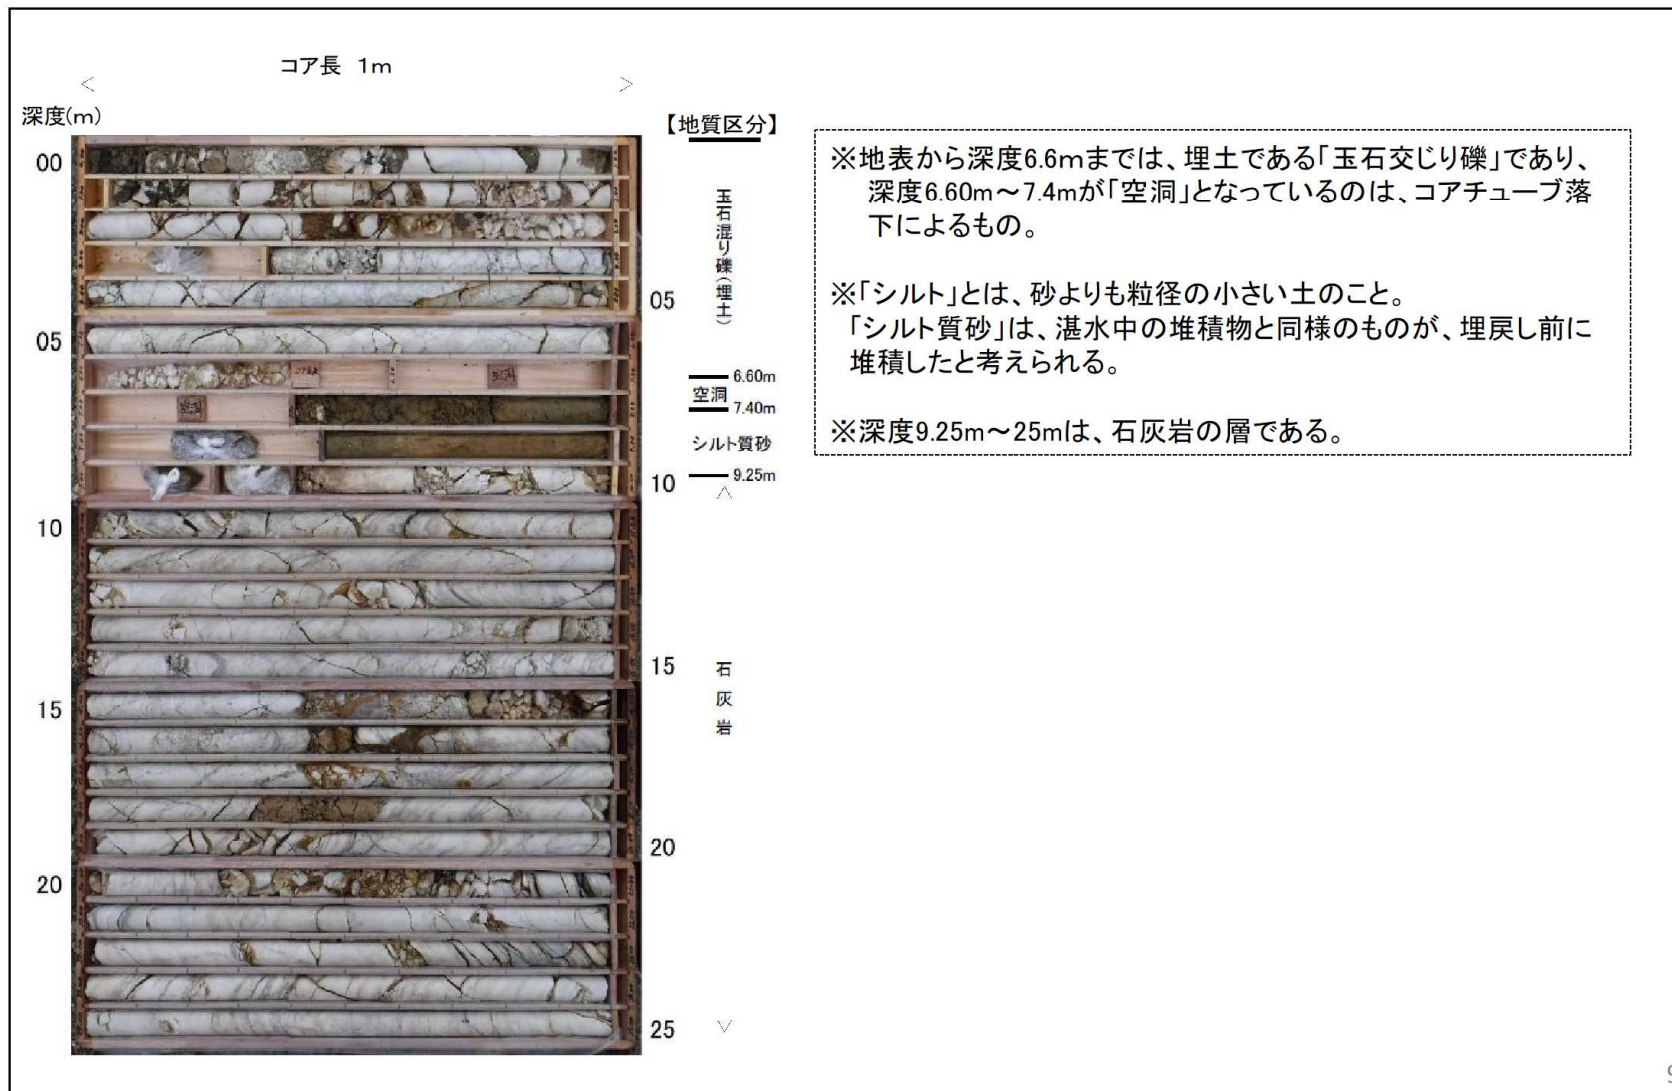 コア長 1m
深度(m)
【地質区分】
00
05
10
15
20
05
10
15
20
25
玉石混り礫(埋土)
6.60m
空洞
7.40m
シルト質砂
9.25m
石灰岩
※地表から深度6.6mまでは、埋土である「玉石交じり礫」であり、
深度6.60m～7.4mが「空洞」となっているのは、コアチューブ落
下によるもの。
※「シルト」とは、砂よりも粒径の小さい土のこと。
「シルト質砂」は、湛水中の堆積物と同様のものが、埋戻し前に
堆積したと考えられる。
※深度9.25m～25mは、石灰岩の層である。